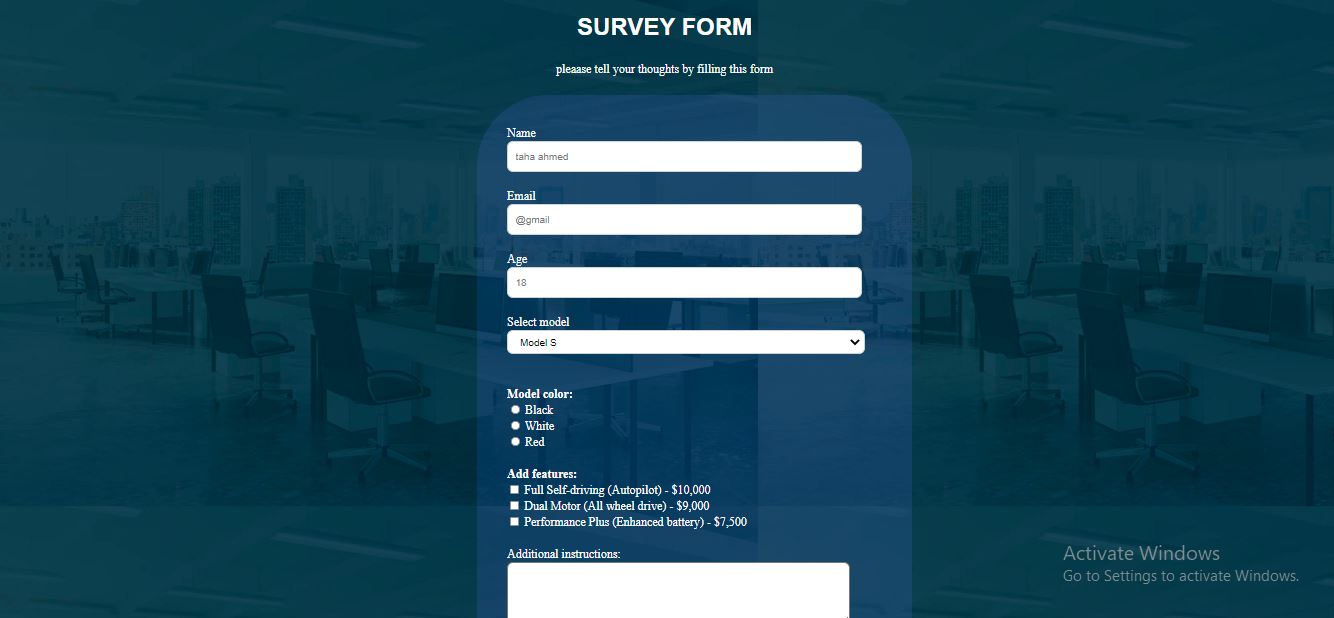 SURVEY FORM
pleaase tell your thoughts by filling this form
Name
taha ahmed
Email
@gmail
Age
18
Select model
Model S
Model color:
Black
White
Red
Add features:
Full Self-driving (Autopilot) - $10,000
Dual Motor (All wheel drive) - $9,000
Performance Plus (Enhanced battery) - $7,500
Additional instructions:
Activate Windows
Go to Settings to activate Windows.